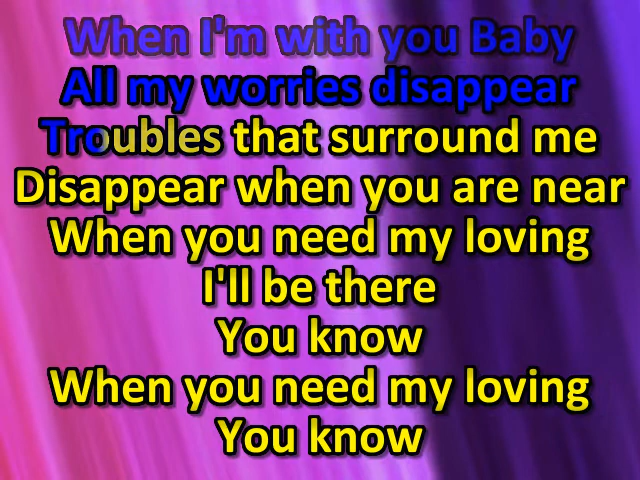 When I'm with you Baby
All my worries disappear
Troubles that surround me
Disappear when you are near
When you need my loving
I'll be there
You know
When you need my loving
You know